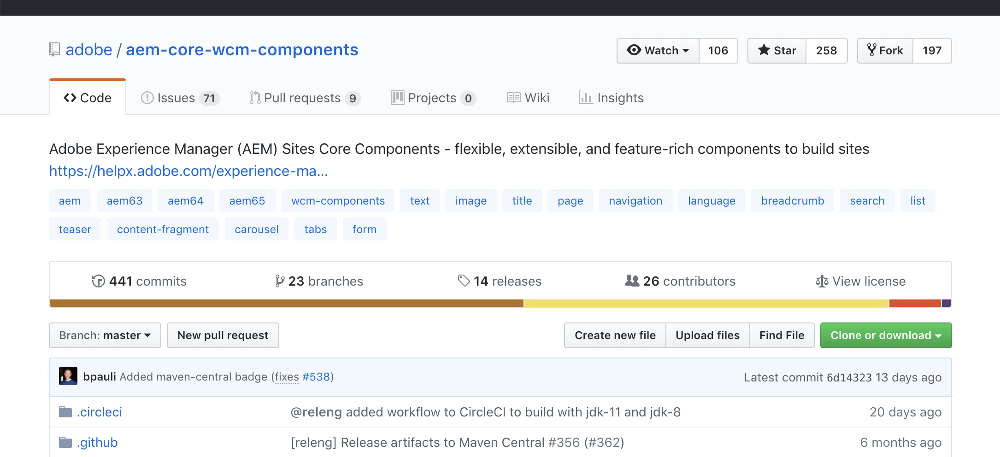 adobe / aem-core-wcm-components Watch 106 Star 258 Fork 197
Code Issues 71 Pull requests 9 Projects 0 Wiki Insights
Adobe Experience Manager (AEM) Sites Core Components - flexible, extensible, and feature-rich components to build sites
https://helpx.adobe.com/experience-ma...
aem aem63 aem64 aem65 wcm-components text image title page navigation language breadcrumb search list
teaser content-fragment carousel tabs form
441 commits 23 branches 14 releases 26 contributors View license
Branch: master New pull request Create new file Upload files Find File Clone or download
bpauli Added maven-central badge (fixes #538) Latest commit 6d14323 13 days ago
.circleci @releng added workflow to CircleCI to build with jdk-11 and jdk-8 20 days ago
.github [releng] Release artifacts to Maven Central #356 (#362) 6 months ago